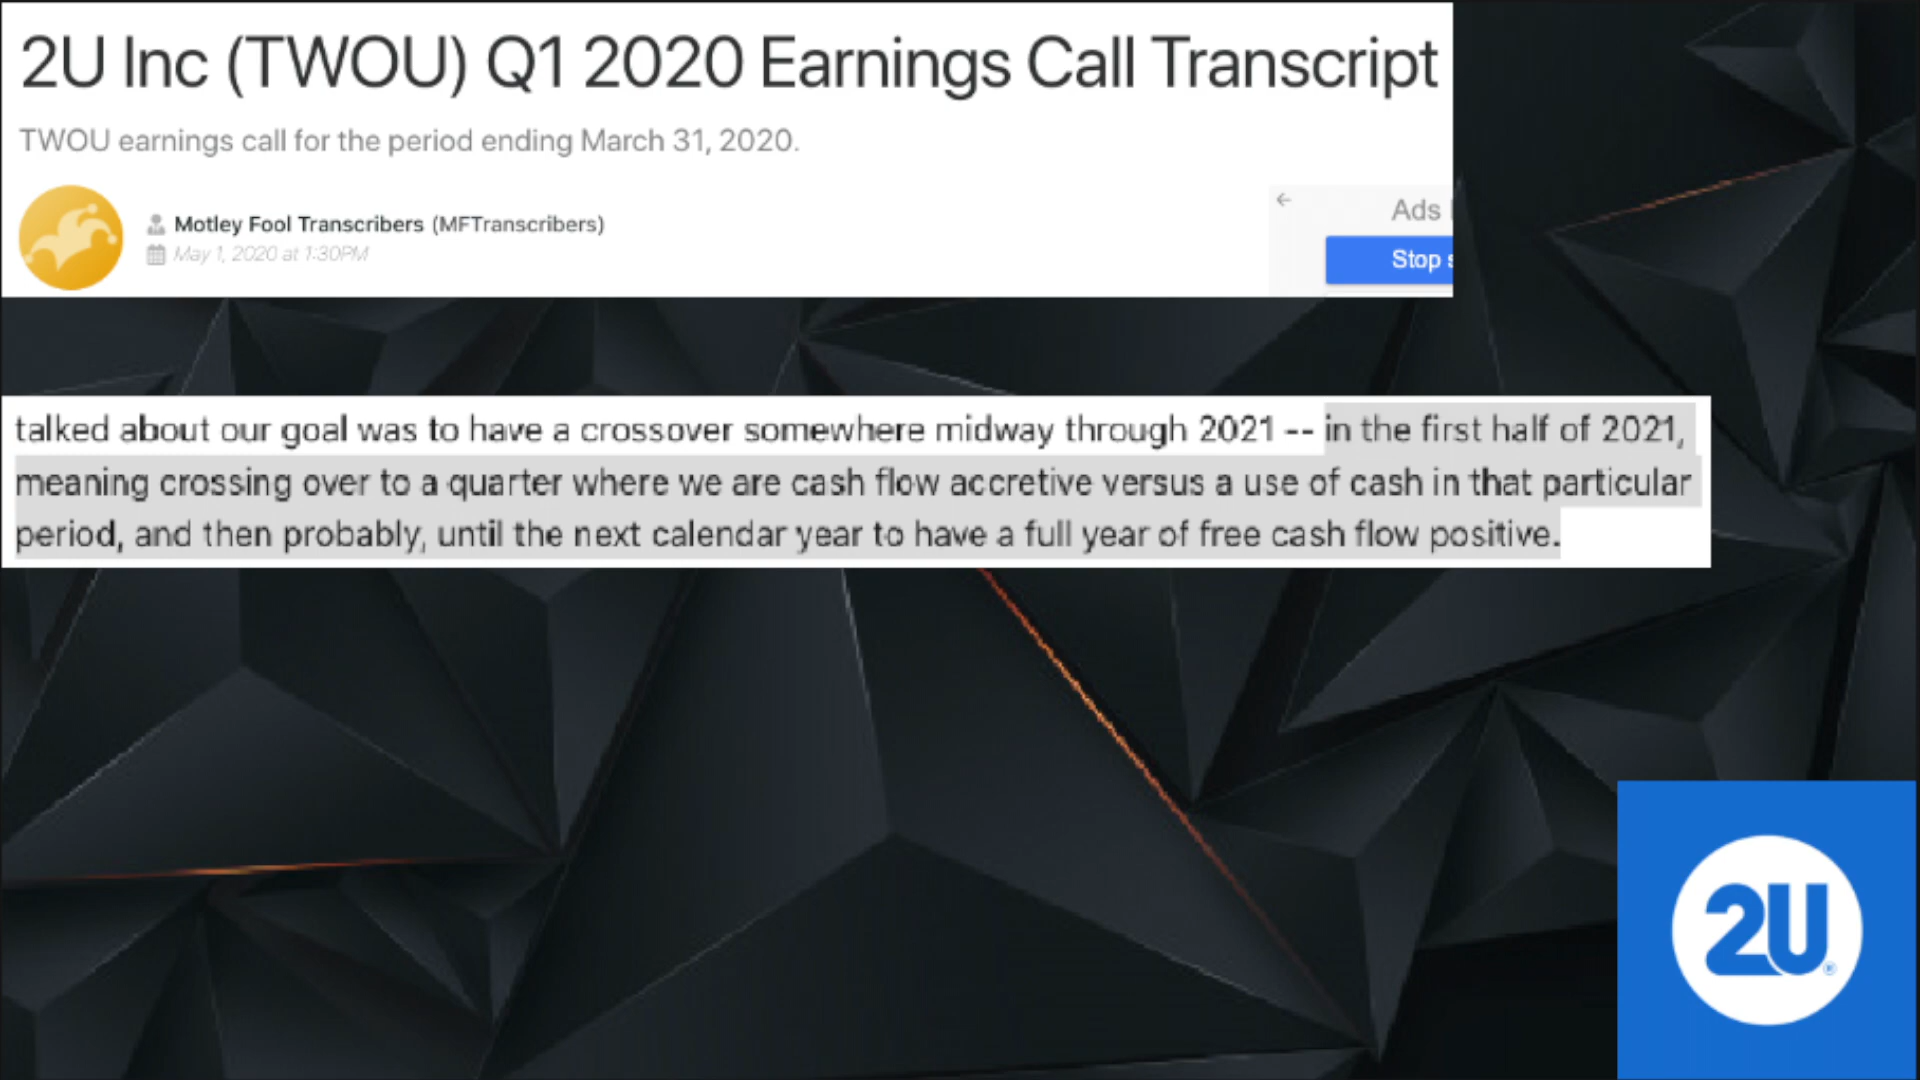 2U Inc (TWOU) Q1 2020 Earnings Call Transcript
TWOU earnings call for the period ending March 31, 2020.
Motley Fool Transcribers (MFTranscribers)
May 1, 2020 at 1:30PM
Ads
Stop
talked about our goal was to have a crossover somewhere midway through 2021 -- in the first half of 2021,
meaning crossing over to a quarter where we are cash flow accretive versus a use of cash in that particular
period, and then probably, until the next calendar year to have a full year of free cash flow positive.
2U®